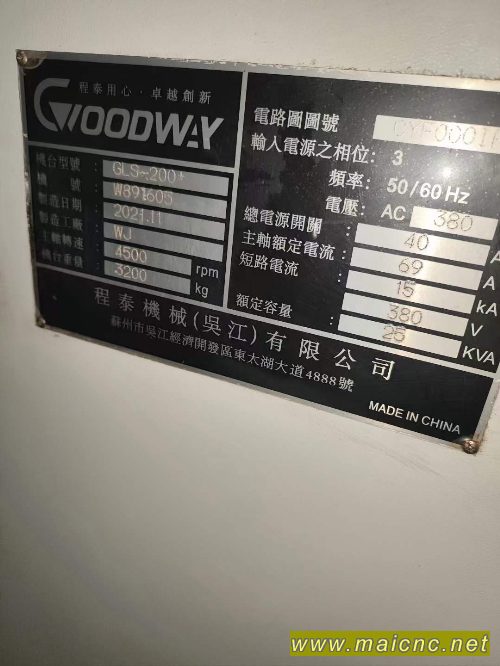 程泰用心·卓越創新
GOODWAY
機台型號: GLS-200+
機 號: W891605
製造日期: 2021.11
製造工廠: WJ
主軸轉速: 4500 rpm
機台重量: 3200 kg
電路圖圖號
輸入電源之相位: 3
頻率: 50/60 Hz
電壓: AC 380
總電源開關: 40 A
主軸額定電流: 69 A
短路電流: 15 kA
380 V
額定容量: 25 KVA
程泰機械(吳江)有限公司
蘇州市吳江經濟開發區東太湖大道4888號
MADE IN CHINA
www.maicnc.net